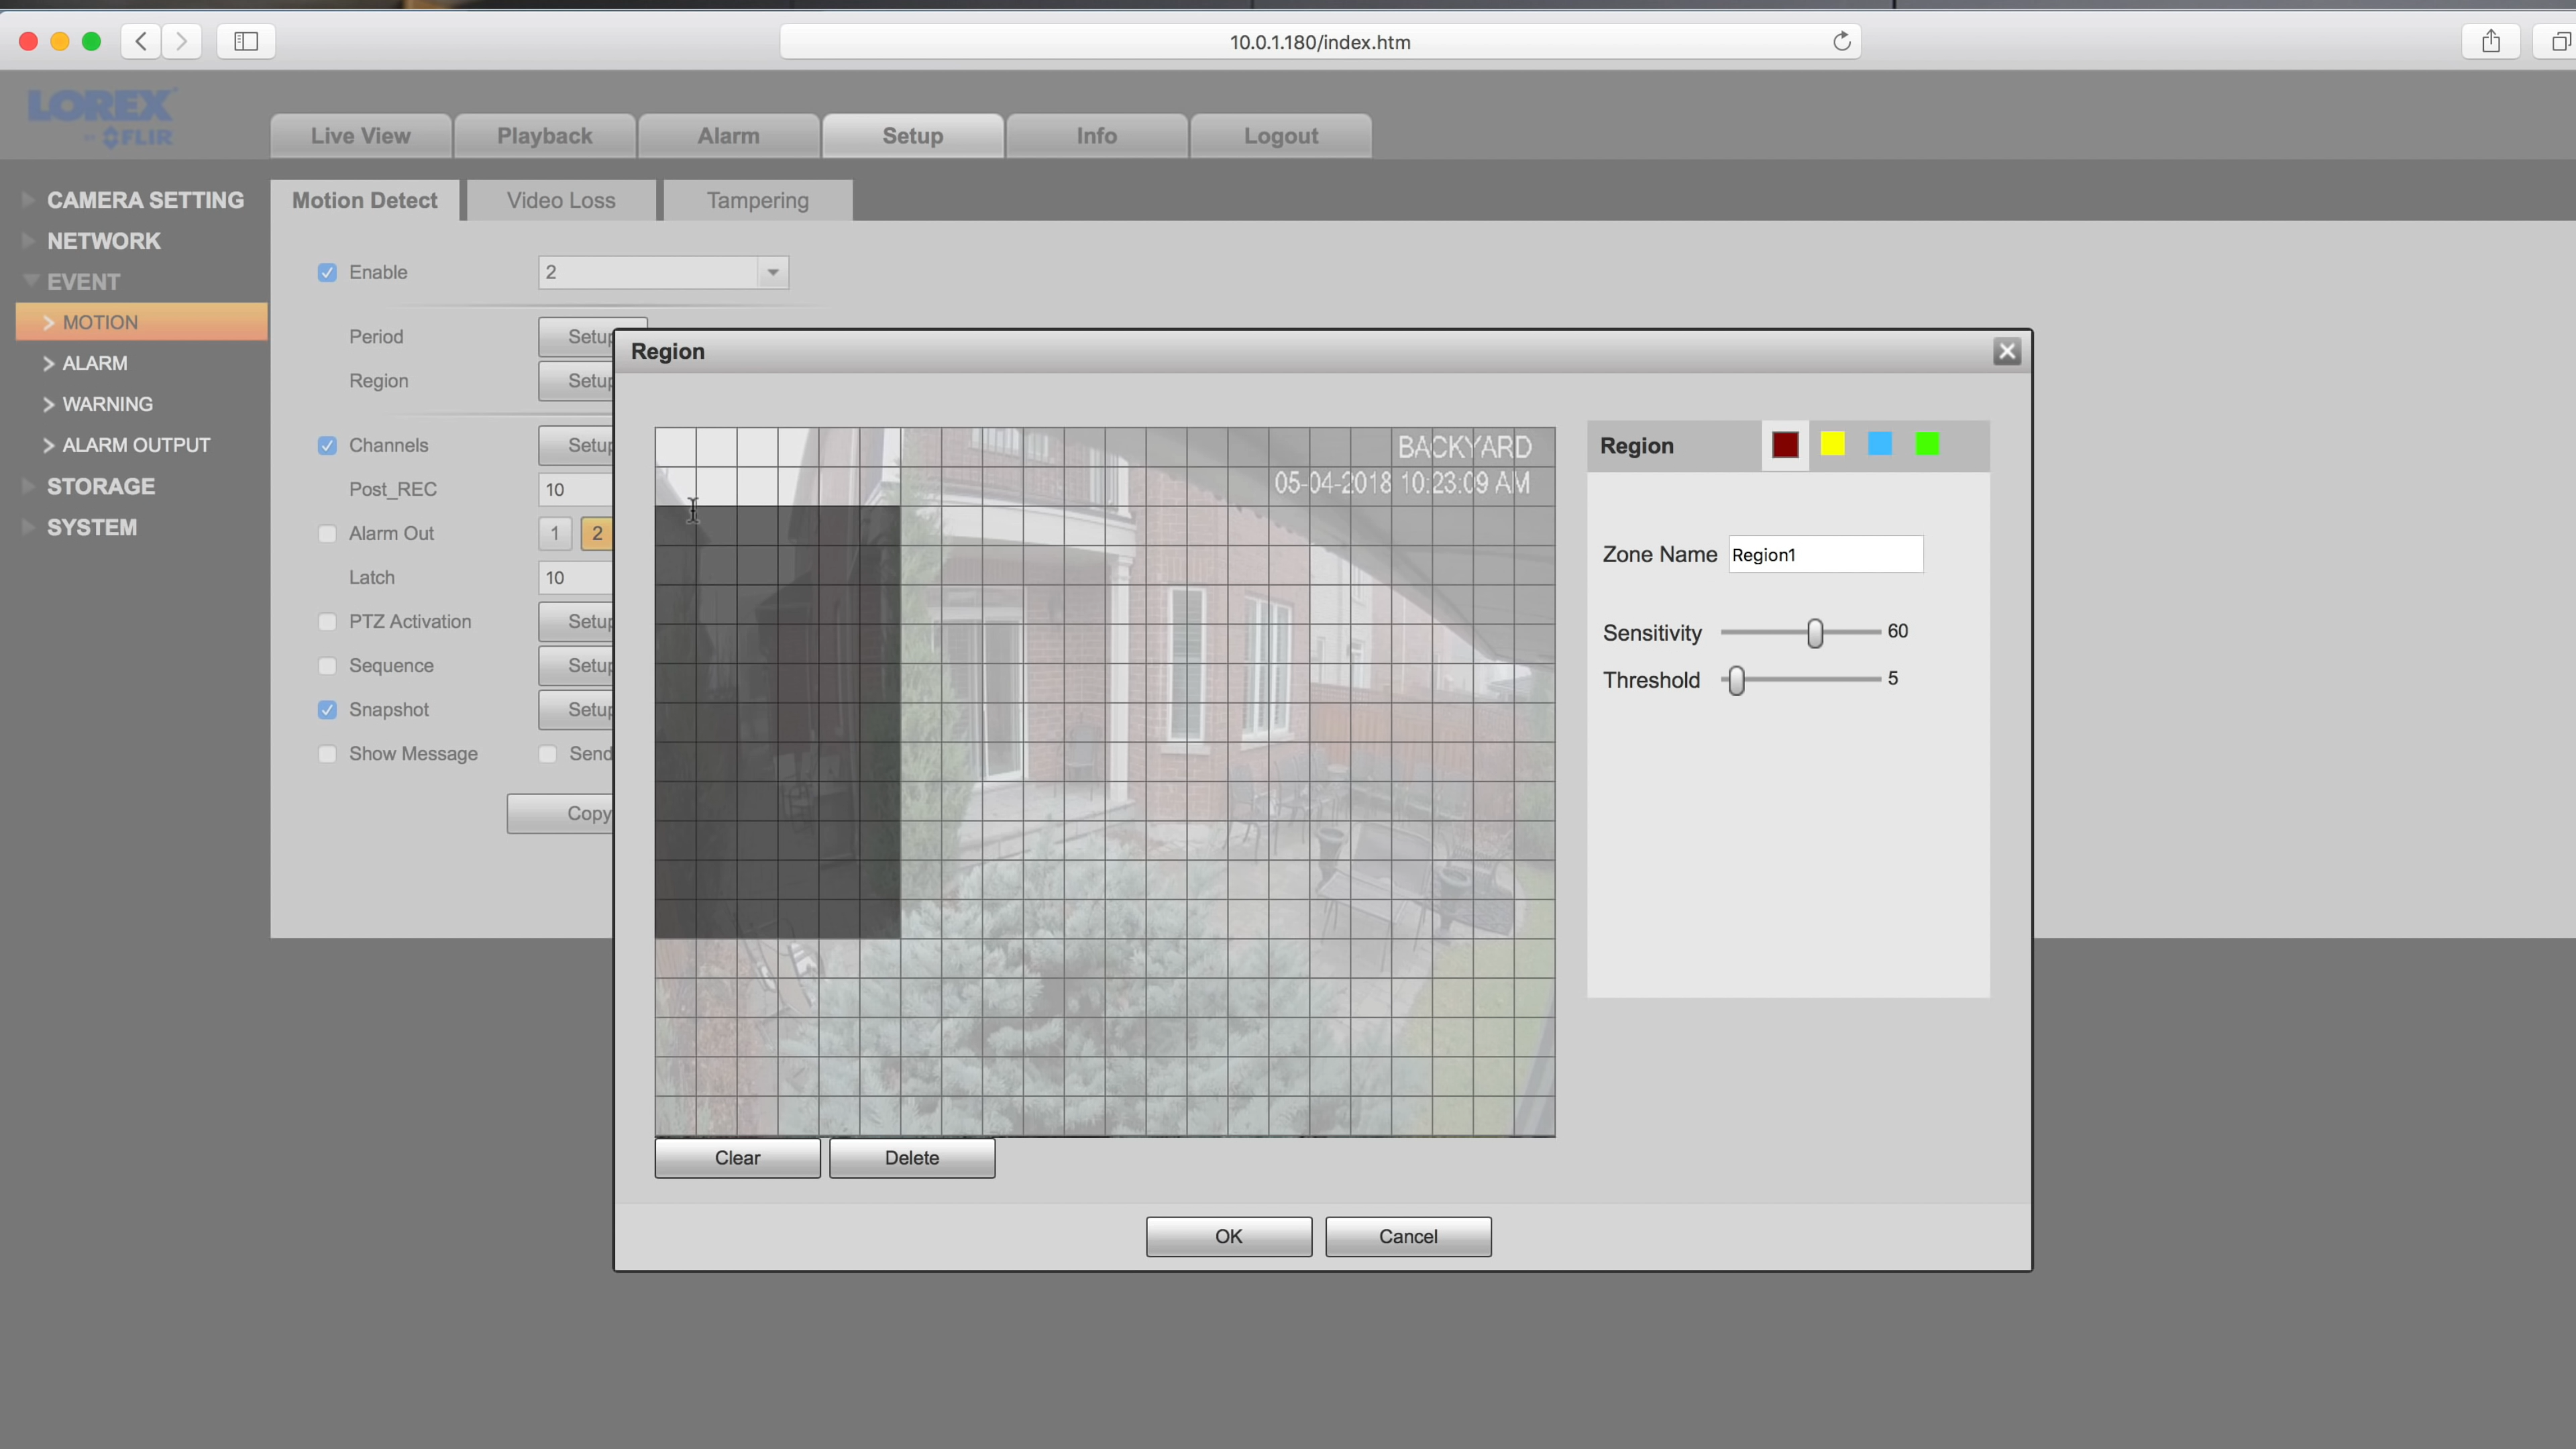 10.0.1.180/index.htm
LOREX
BY FLIR
Live View
Playback
Alarm
Setup
Info
Logout
CAMERA SETTING
NETWORK
EVENT
MOTION
ALARM
WARNING
ALARM OUTPUT
STORAGE
SYSTEM
Motion Detect
Video Loss
Tampering
Enable
2
Period
Setup
Region
Setup
Channels
Setup
Post_REC
10
Alarm Out
1
2
Latch
10
PTZ Activation
Setup
Sequence
Setup
Snapshot
Setup
Show Message
Send
Copy
Region
BACKYARD
05-04-2018 10:23:09 AM
Clear
Delete
Region
Zone Name Region1
Sensitivity 60
Threshold 5
OK
Cancel